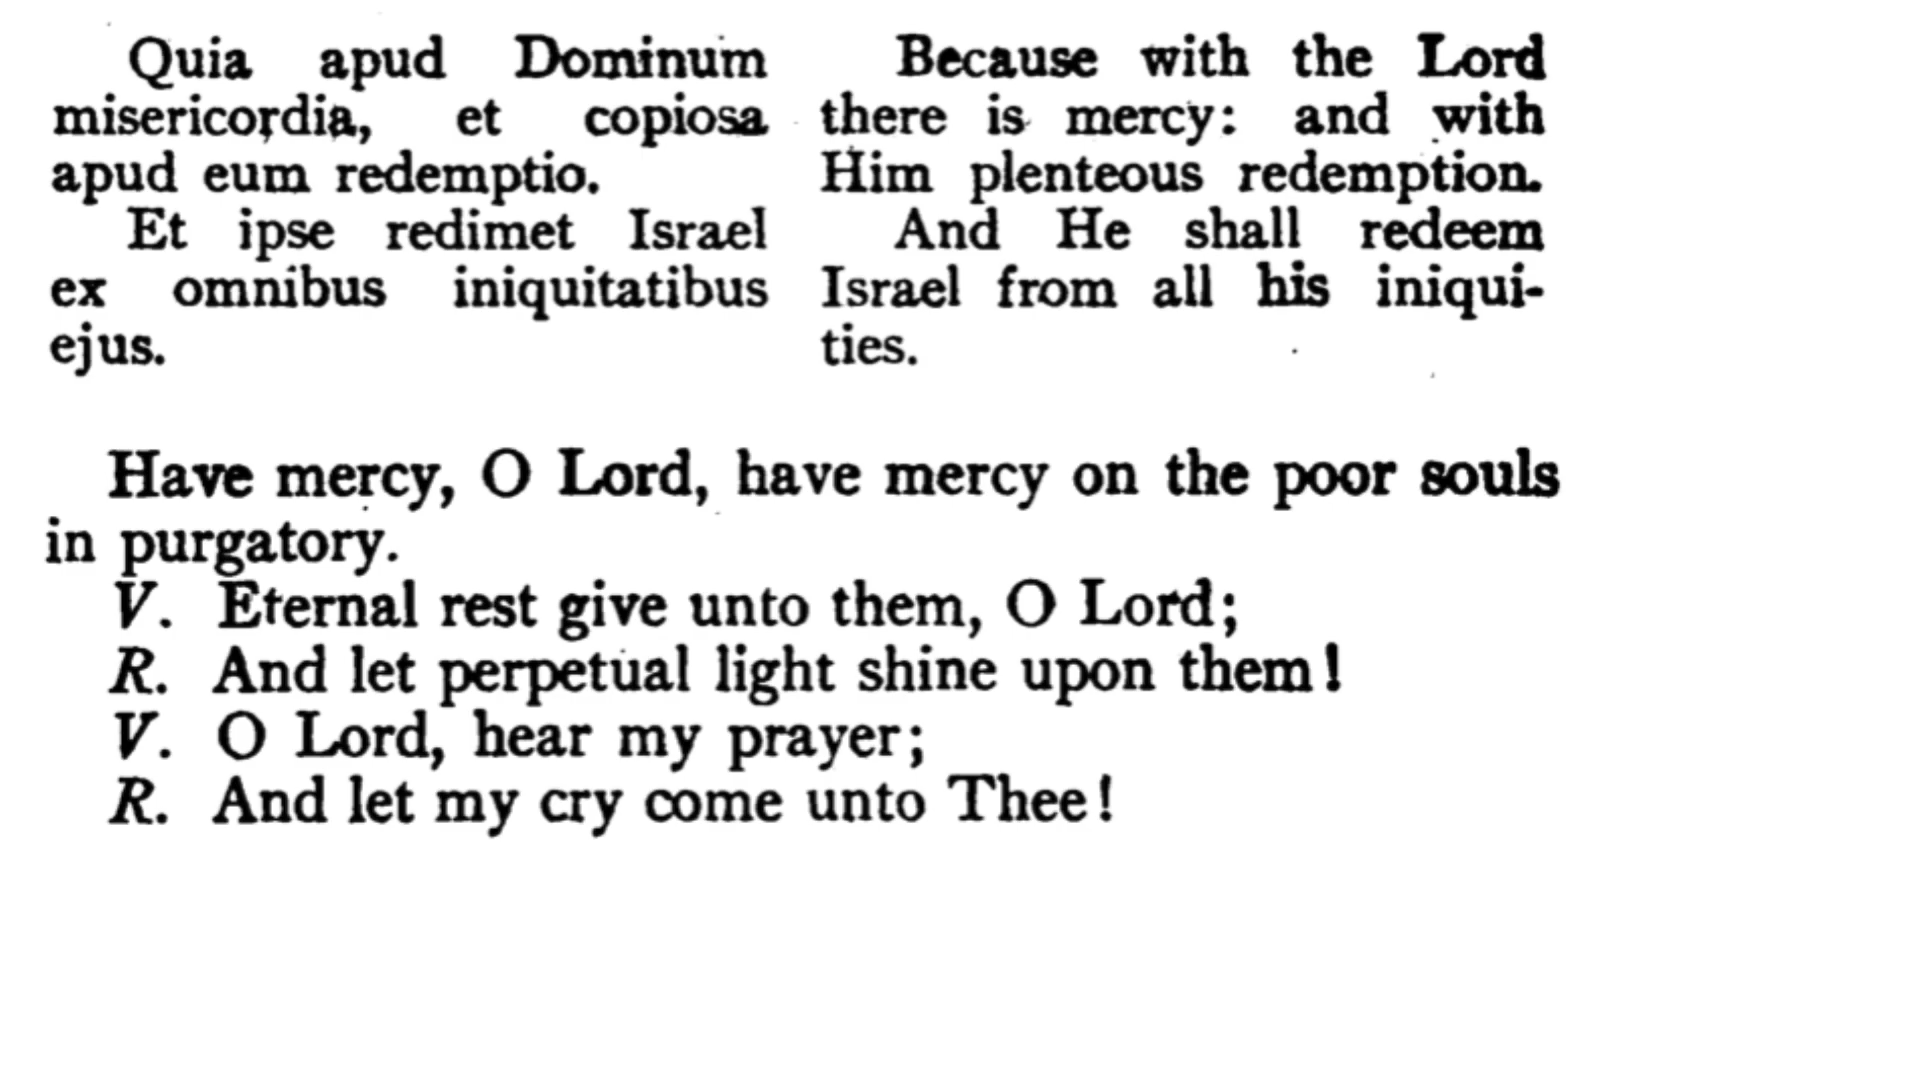 Quia apud Dominum
misericordia, et copiosa
apud eum redemptio.
Et ipse redimet Israel
ex omnibus iniquitatibus
ejus.
Because with the Lord
there is mercy: and with
Him plenteous redemption.
And He shall redeem
Israel from all his iniqui-
ties.
Have mercy, O Lord, have mercy on the poor souls
in purgatory.
V. Eternal rest give unto them, O Lord;
R. And let perpetual light shine upon them!
V. O Lord, hear my prayer;
R. And let my cry come unto Thee!